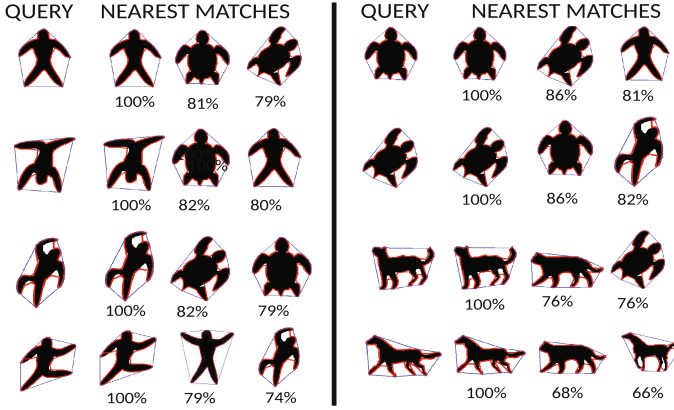 QUERY NEAREST MATCHES
100% 81% 79%
100% 82% 80%
100% 82% 79%
100% 79% 74%
QUERY NEAREST MATCHES
100% 86% 81%
100% 86% 82%
100% 76% 76%
100% 68% 66%